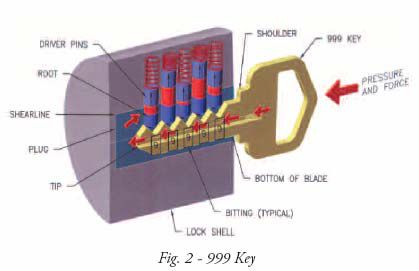 DRIVER PINS
SHOULDER
999 KEY
ROOT
PRESSURE
AND FORCE
SHEARLINE
PLUG
TIP
BOTTOM OF BLADE
BITTING (TYPICAL)
LOCK SHELL
Fig. 2 - 999 Key